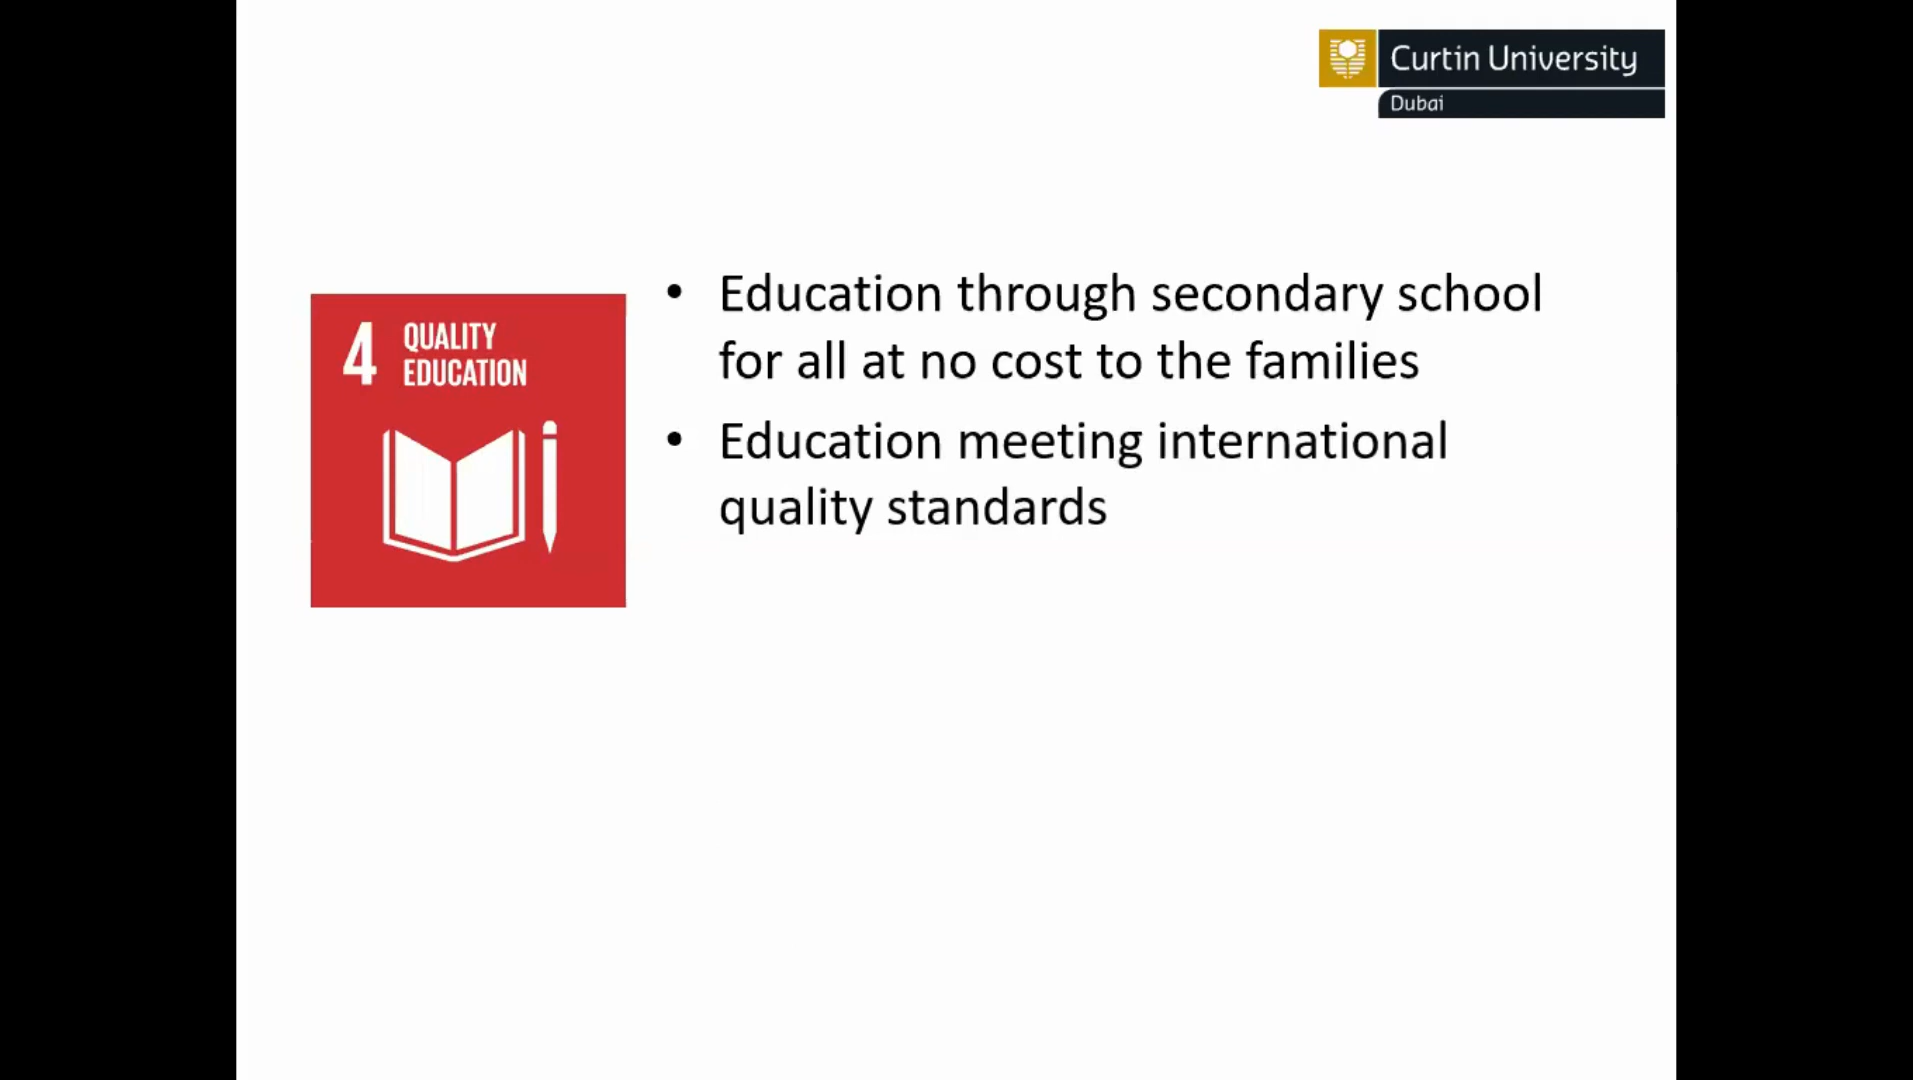 Curtin University
Dubai
4 QUALITY
EDUCATION
• Education through secondary school
for all at no cost to the families
• Education meeting international
quality standards